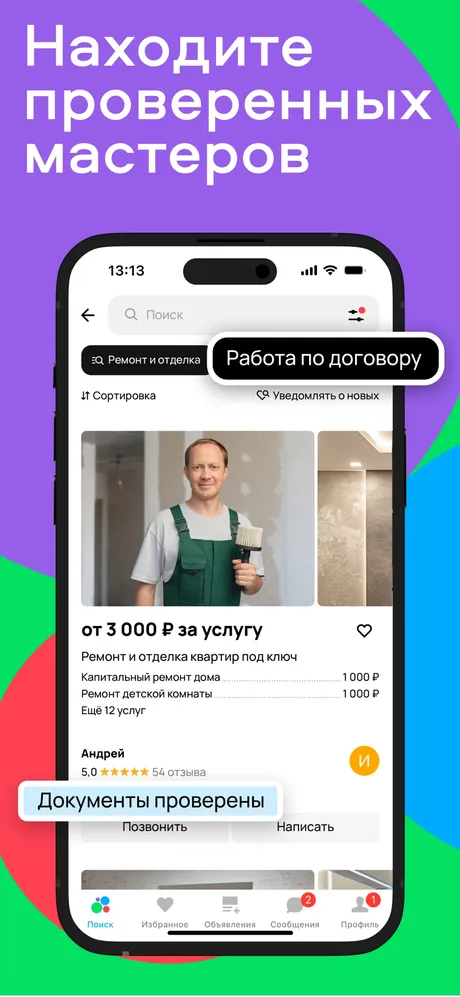 Находите
проверенных
мастеров
13:13
Поиск
Ремонт и отделка
Работа по договору
Сортировка
Уведомлять о новых
от 3 000 ₽ за услугу
Ремонт и отделка квартир под ключ
Капитальный ремонт дома 1 000 ₽
Ремонт детской комнаты 1 000 ₽
Ещё 12 услуг
Андрей
5,0 ★★★★★ 54 отзыва
И
Документы проверены
Позвонить
Написать
2
1
Поиск
Избранное
Объявления
Сообщения
Профиль